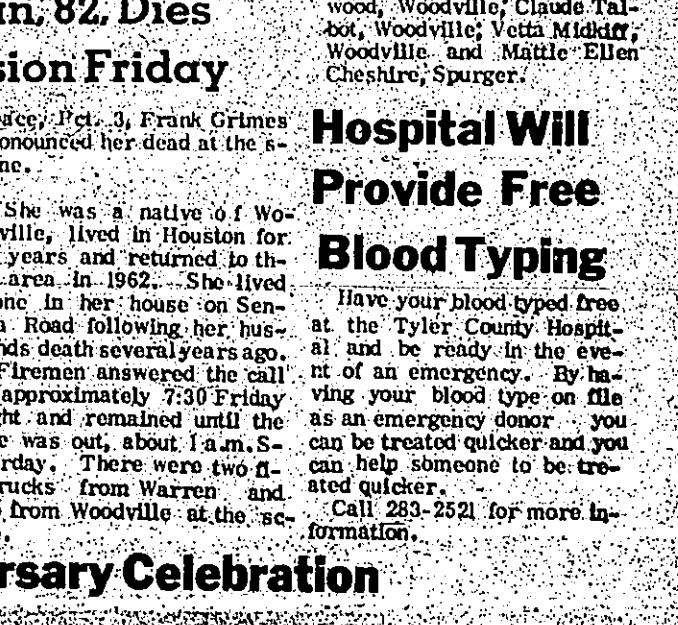 in, 82, Dies
sion Friday
ace, Pct. 3, Frank Grimes
onounced her dead at the s-
ne.
She was a native of Wo-
ville, lived in Houston for
years and returned to th-
area in 1962. She lived
one in her house on Sen-
a Road following her hus-
nds death several years ago.
Firemen answered the call
approximately 7:30 Friday
ht and remained until the
e was out, about 1 a.m. S-
rday. There were two fi-
rucks from Warren and
from Woodville at the sc-
wood, Woodville; Claude Tal-
bot, Woodville; Vetta Midkiff,
Woodville and Mattie Ellen
Cheshire, Spurger.
Hospital Will
Provide Free
Blood Typing
Have your blood typed free
at the Tyler County Hospit-
al and be ready in the eve-
nt of an emergency. By ha-
ving your blood type on file
as an emergency donor you
can be treated quicker and you
can help someone to be tre-
ated quicker.
Call 283-2521 for more in-
formation.
rsary Celebration